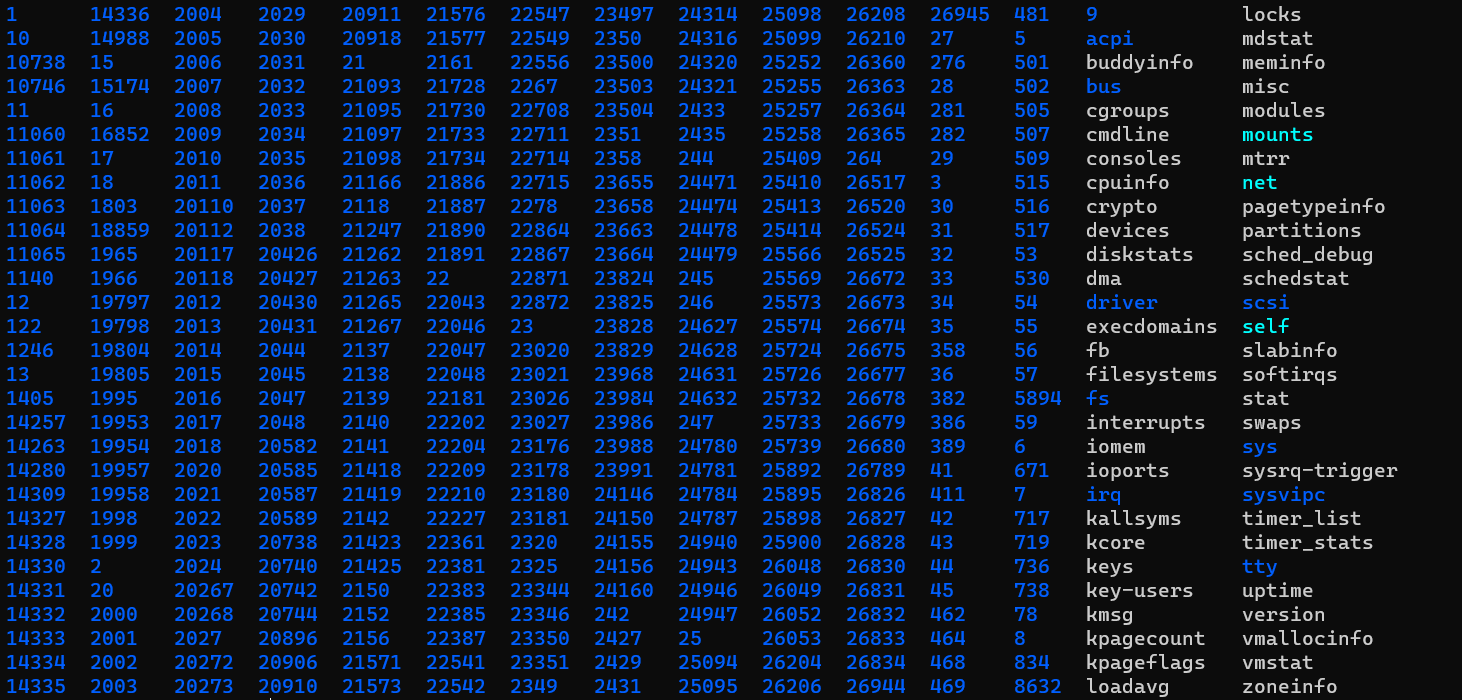 1 14336 2004 2029 20911 21576 22547 23497 24314 25098 26208 26945 481 9 locks
10 14988 2005 2030 20918 21577 22549 2350 24316 25099 26210 27 5 acpi mdstat
10738 15 2006 2031 21 2161 22556 23500 24320 25252 26360 276 501 buddyinfo meminfo
10746 15174 2007 2032 21093 21728 2267 23503 24321 25255 26363 28 502 bus misc
11 16 2008 2033 21095 21730 22708 23504 2433 25257 26364 281 505 cgroups modules
11060 16852 2009 2034 21097 21733 22711 2351 2435 25258 26365 282 507 cmdline mounts
11061 17 2010 2035 21098 21734 22714 2358 244 25409 264 29 509 consoles mtrr
11062 18 2011 2036 21166 21886 22715 23655 24471 25410 26517 3 515 cpuinfo net
11063 1803 20110 2037 2118 21887 2278 23658 24474 25413 26520 30 516 crypto pagetypeinfo
11064 18859 20112 2038 21247 21890 22864 23663 24478 25414 26524 31 517 devices partitions
11065 1965 20117 20426 21262 21891 22867 23664 24479 25566 26525 32 53 diskstats sched_debug
1140 1966 20118 20427 21263 22 22871 23824 245 25569 26672 33 530 dma schedstat
12 19797 2012 20430 21265 22043 22872 23825 246 25573 26673 34 54 driver scsi
122 19798 2013 20431 21267 22046 23 23828 24627 25574 26674 35 55 execdomains self
1246 19804 2014 2044 2137 22047 23020 23829 24628 25724 26675 358 56 fb slabinfo
13 19805 2015 2045 2138 22048 23021 23968 24631 25726 26677 36 57 filesystems softirqs
1405 1995 2016 2047 2139 22181 23026 23984 24632 25732 26678 382 5894 fs stat
14257 19953 2017 2048 2140 22202 23027 23986 247 25733 26679 386 59 interrupts swaps
14263 19954 2018 20582 2141 22204 23176 23988 24780 25739 26680 389 6 iomem sys
14280 19957 2020 20585 21418 22209 23178 23991 24781 25892 26789 41 671 ioports sysrq-trigger
14309 19958 2021 20587 21419 22210 23180 24146 24784 25895 26826 411 7 irq sysvipc
14327 1998 2022 20589 2142 22227 23181 24150 24787 25898 26827 42 717 kallsyms timer_list
14328 1999 2023 20738 21423 22361 2320 24155 24940 25900 26828 43 719 kcore timer_stats
14330 2 2024 20740 21425 22381 2325 24156 24943 26048 26830 44 736 keys tty
14331 20 20267 20742 2150 22383 23344 24160 24946 26049 26831 45 738 key-users uptime
14332 2000 20268 20744 2152 22385 23346 242 24947 26052 26832 462 78 kmsg version
14333 2001 2027 20896 2156 22387 23350 2427 25 26053 26833 464 8 kpagecount vmallocinfo
14334 2002 20272 20906 21571 22541 23351 2429 25094 26204 26834 468 834 kpageflags vmstat
14335 2003 20273 20910 21573 22542 2349 2431 25095 26206 26944 469 8632 loadavg zoneinfo